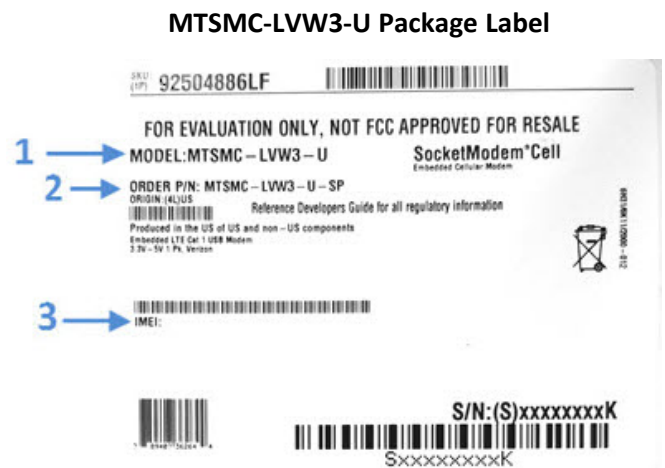 MTSMC-LVW3-U Package Label
SKU:
(1P) 92504886LF
FOR EVALUATION ONLY, NOT FCC APPROVED FOR RESALE
1 MODEL:MTSMC-LVW3-U SocketModem®Cell
Embedded Cellular Modem
2 ORDER P/N: MTSMC-LVW3-U-SP
ORIGIN:(4L)US
Reference Developers Guide for all regulatory information
Produced in the US of US and non-US components
Embedded LTE Cat 1 USB Modem
3.3V-5V 1 Pk, Verizon
3 IMEI:
S/N:(S)xxxxxxxxK
SxxxxxxxxK